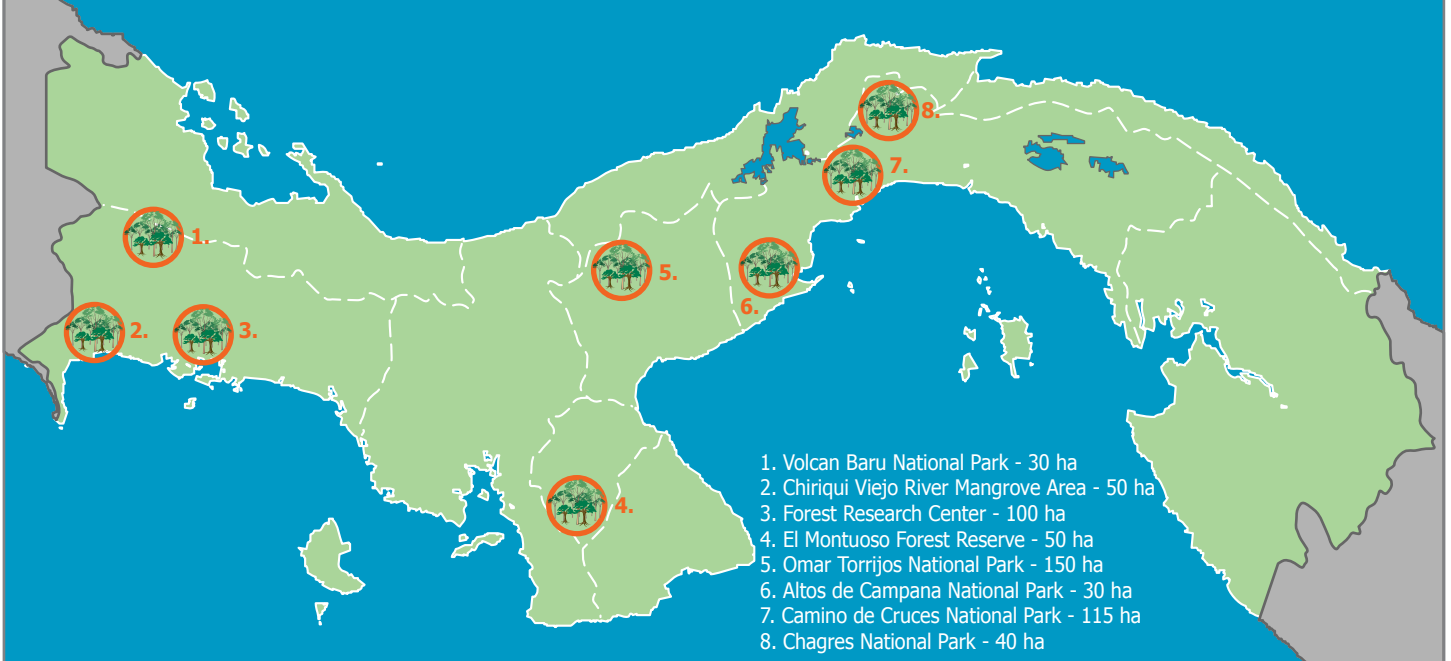 8.
7.
1.
5.
6.
2.
3.
4.
1. Volcan Baru National Park - 30 ha
2. Chiriqui Viejo River Mangrove Area - 50 ha
3. Forest Research Center - 100 ha
4. El Montuoso Forest Reserve - 50 ha
5. Omar Torrijos National Park - 150 ha
6. Altos de Campana National Park - 30 ha
7. Camino de Cruces National Park - 115 ha
8. Chagres National Park - 40 ha